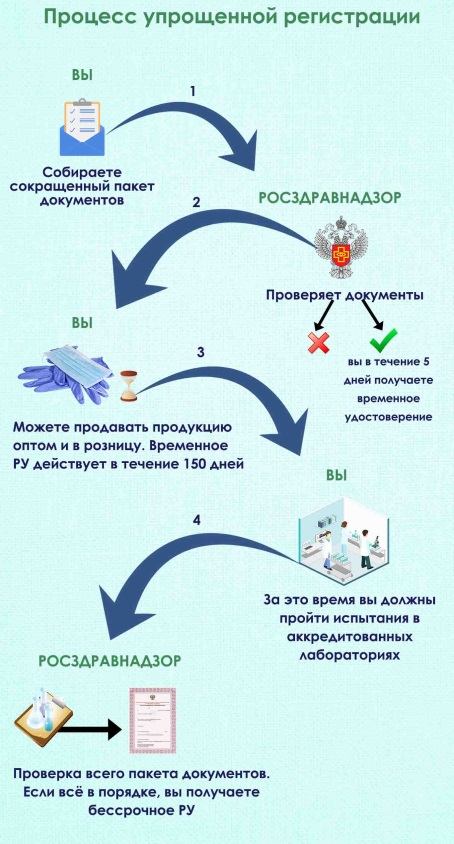 Процесс упрощенной регистрации
ВЫ
1
Собираете
сокращенный пакет
документов
2
РОСЗДРАВНАДЗОР
Проверяет документы
ВЫ
3
вы в течение 5
дней получаете
временное
удостоверение
Можете продавать продукцию
оптом и в розницу. Временное
РУ действует в течение 150 дней
ВЫ
4
За это время вы должны
пройти испытания в
аккредитованных
лабораториях
РОСЗДРАВНАДЗОР
Проверка всего пакета документов.
Если всё в порядке, вы получаете
бессрочное РУ